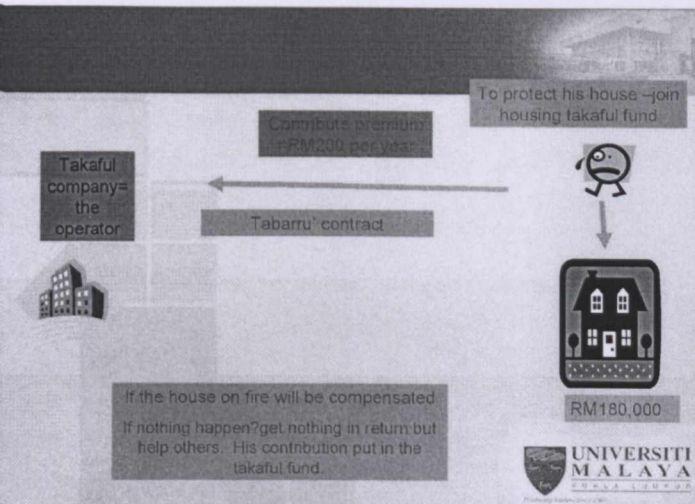 To protect his house –join
housing takaful fund
Contribute premium
=RM200 per year
Takaful
company=
the
operator
Tabarru' contract
If the house on fire will be compensated
If nothing happen?get nothing in return but
help others. His contribution put in the
takaful fund.
RM180,000
UNIVERSITI
MALAYA
KUALA LUMPUR